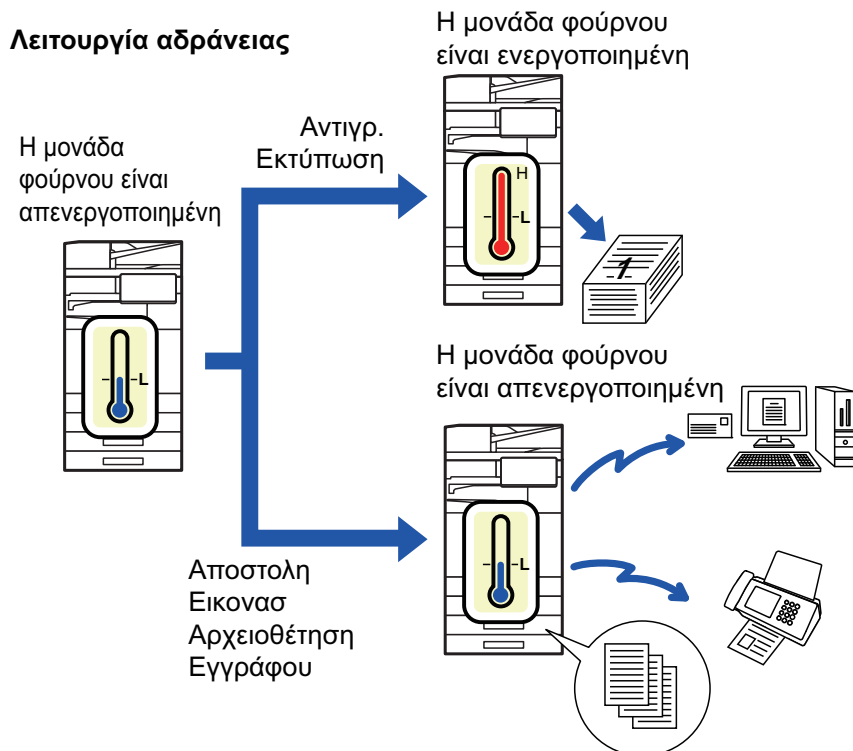 Λειτουργία αδράνειας
Η μονάδα
φούρνου είναι
απενεργοποιημένη
L
Αντιγρ.
Εκτύπωση
Η μονάδα φούρνου
είναι ενεργοποιημένη
H
L
1
Η μονάδα φούρνου
είναι απενεργοποιημένη
L
Αποστολη
Εικονασ
Αρχειοθέτηση
Εγγράφου